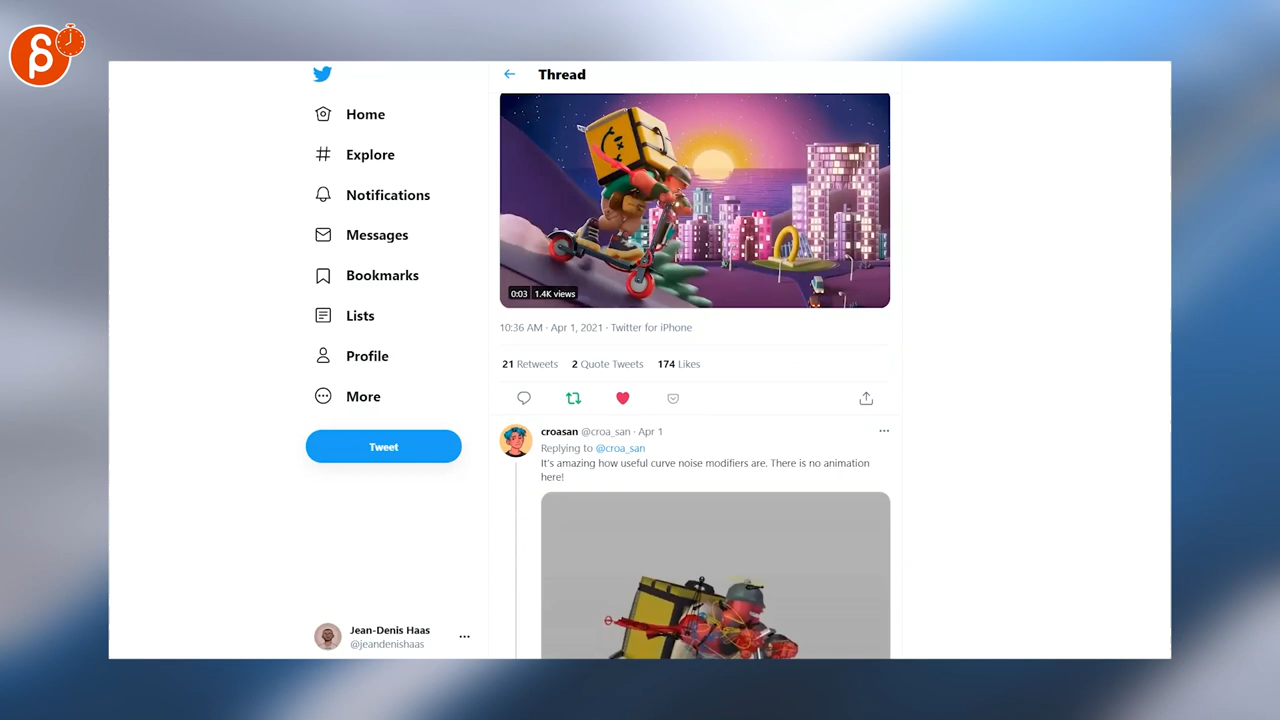 Thread
Home
Explore
Notifications
Messages
Bookmarks
Lists
Profile
More
Tweet
Jean-Denis Haas
@jeandenishaas
0:03 1.4K views
10:36 AM · Apr 1, 2021 · Twitter for iPhone
21 Retweets 2 Quote Tweets 174 Likes
croasan @croa_san · Apr 1
Replying to @croa_san
It's amazing how useful curve noise modifiers are. There is no animation
here!